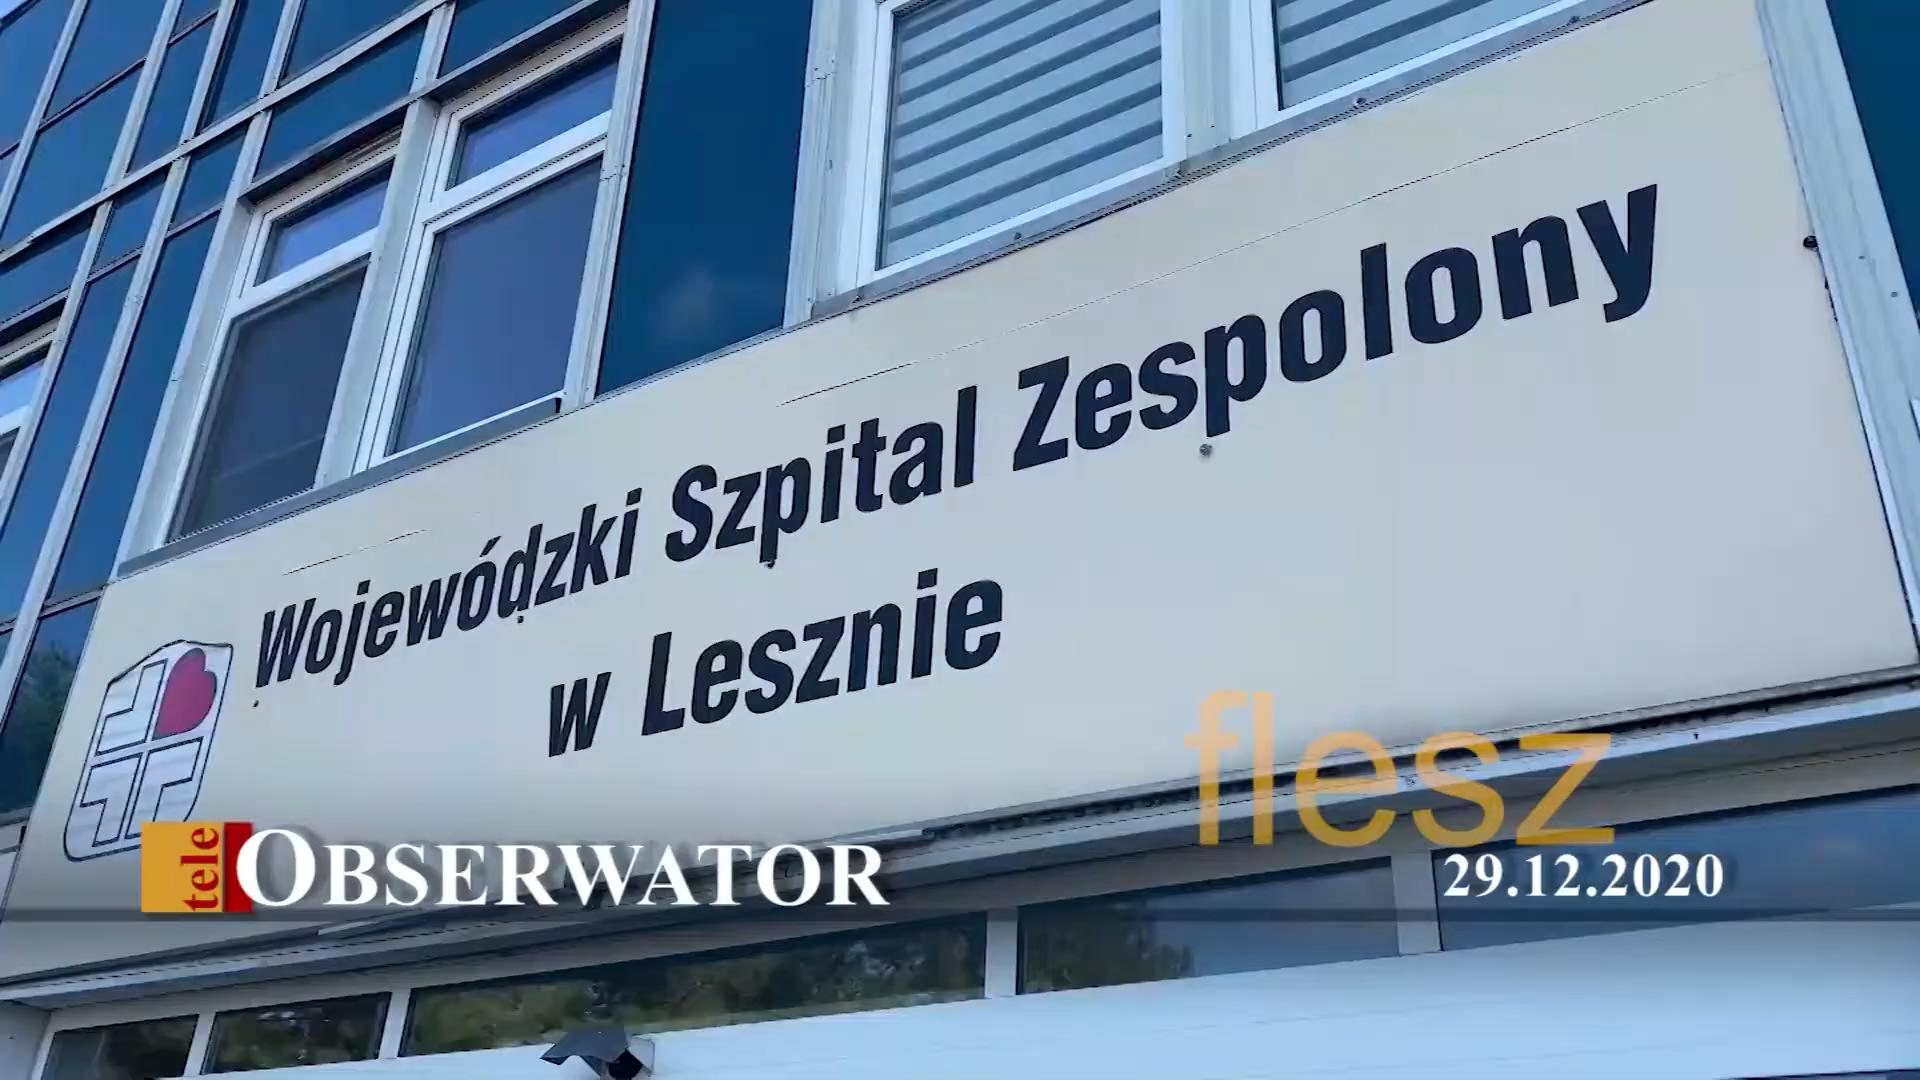 Wojewódzki Szpital Zespolony
w Lesznie
flesz
tele OBSERWATOR
29.12.2020